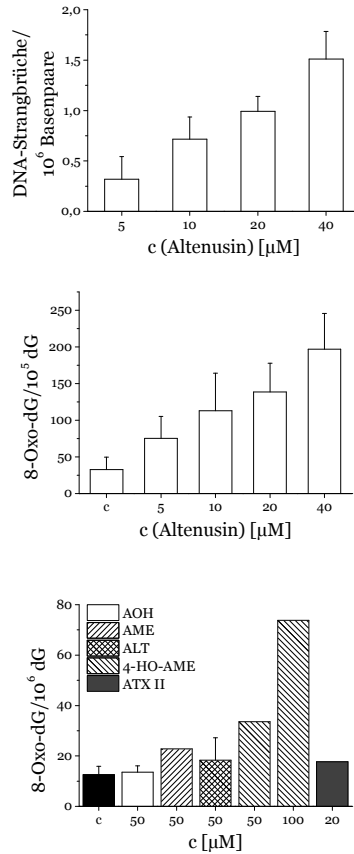 DNA-Strangbrüche/
10⁶ Basenpaare
2,0
1,5
1,0
0,5
0,0
5 10 20 40
c (Altenusin) [µM]
8-Oxo-dG/10⁵ dG
250
200
150
100
50
0
c 5 10 20 40
c (Altenusin) [µM]
8-Oxo-dG/10⁶ dG
80
60
40
20
0
AOH
AME
ALT
4-HO-AME
ATX II
c 50 50 50 50 100 20
c [µM]